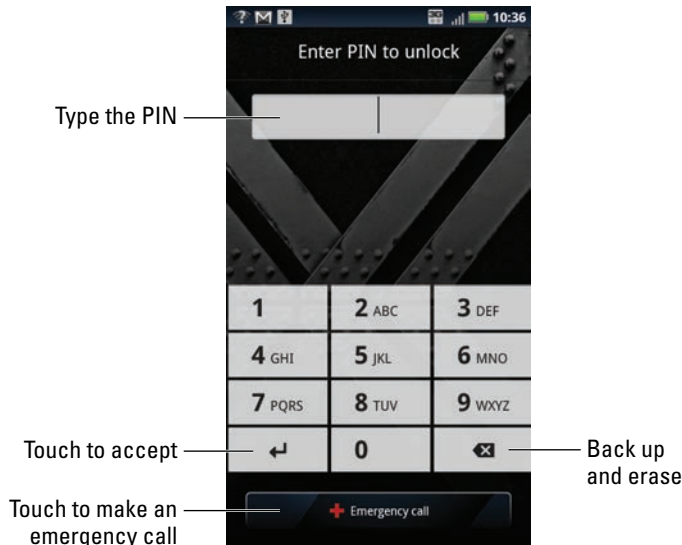 10:36
Enter PIN to unlock
Type the PIN
1
2 ABC
3 DEF
4 GHI
5 JKL
6 MNO
7 PQRS
8 TUV
9 WXYZ
Touch to accept
0
Back up
and erase
Touch to make an
emergency call
Emergency call